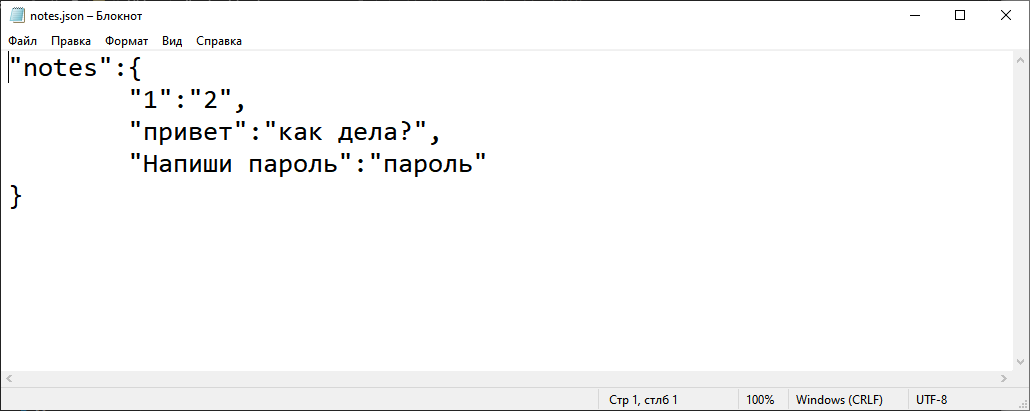 notes.json – Блокнот
Файл Правка Формат Вид Справка
"notes":{
"1":"2",
"привет":"как дела?",
"Напиши пароль":"пароль"
}
Стр 1, стлб 1 100% Windows (CRLF) UTF-8